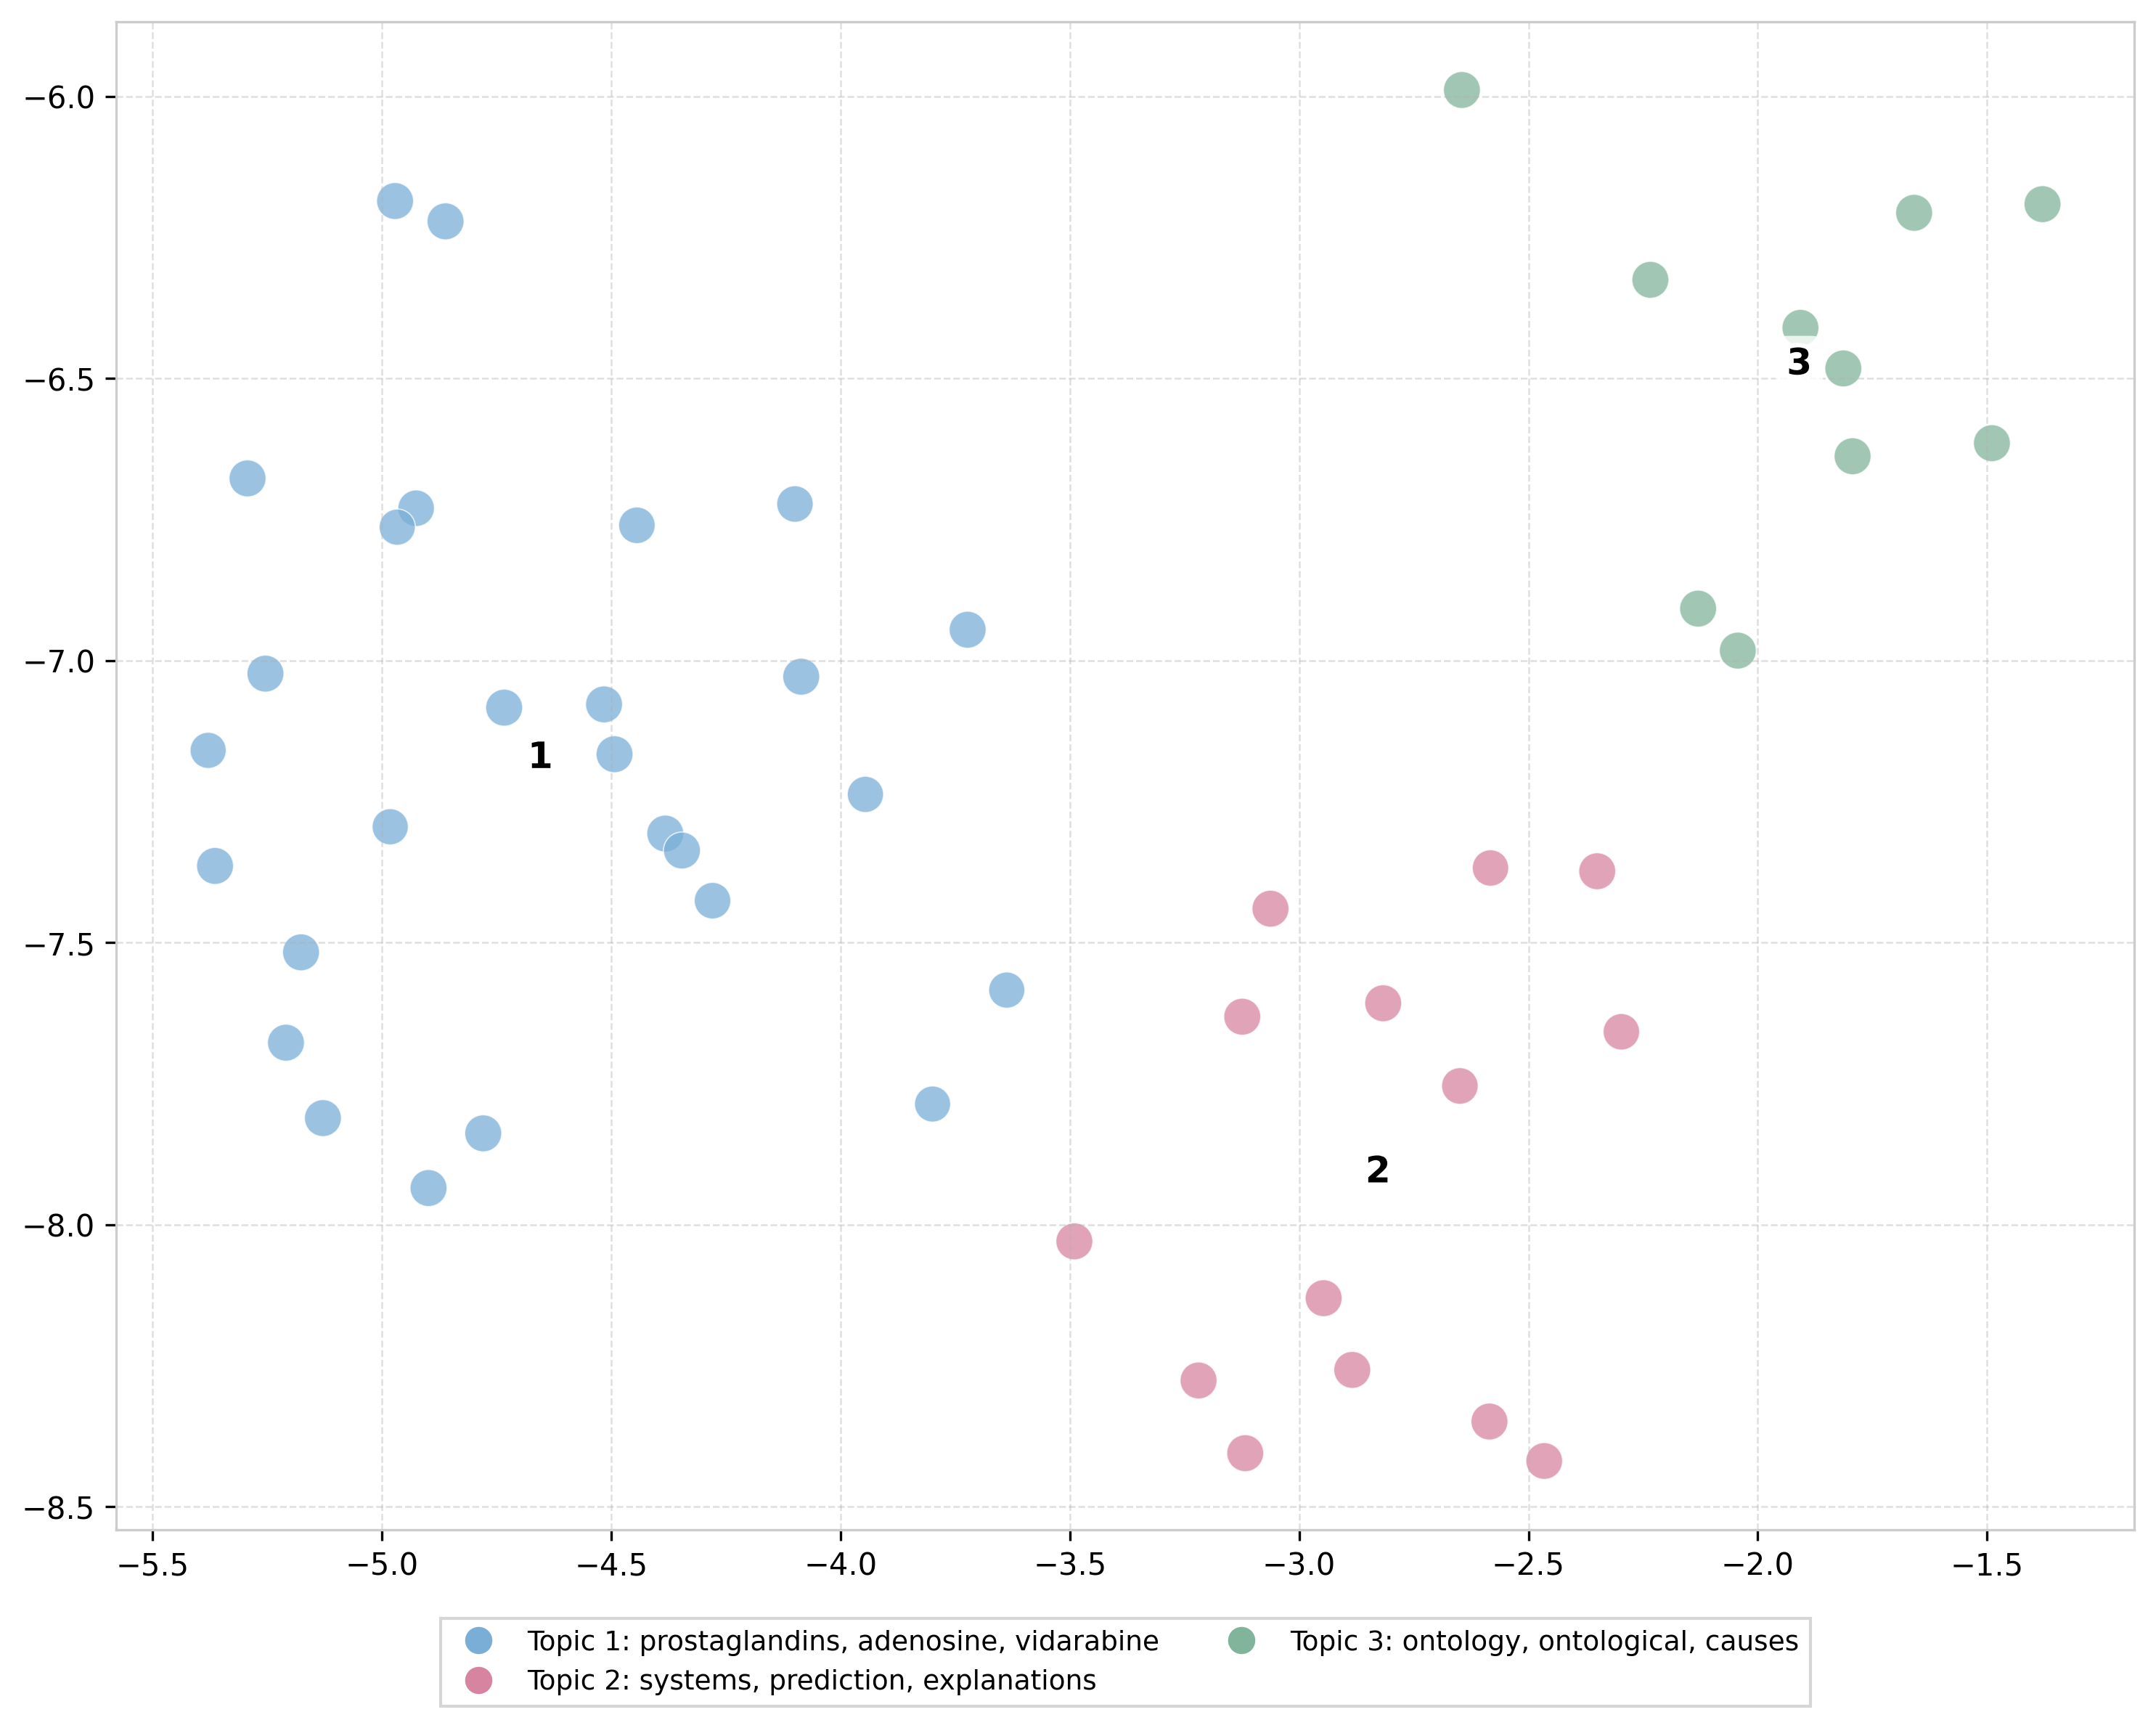 −6.0
−6.5
−7.0
−7.5
−8.0
−8.5
3
1
2
−5.5 −5.0 −4.5 −4.0 −3.5 −3.0 −2.5 −2.0 −1.5
Topic 1: prostaglandins, adenosine, vidarabine
Topic 2: systems, prediction, explanations
Topic 3: ontology, ontological, causes